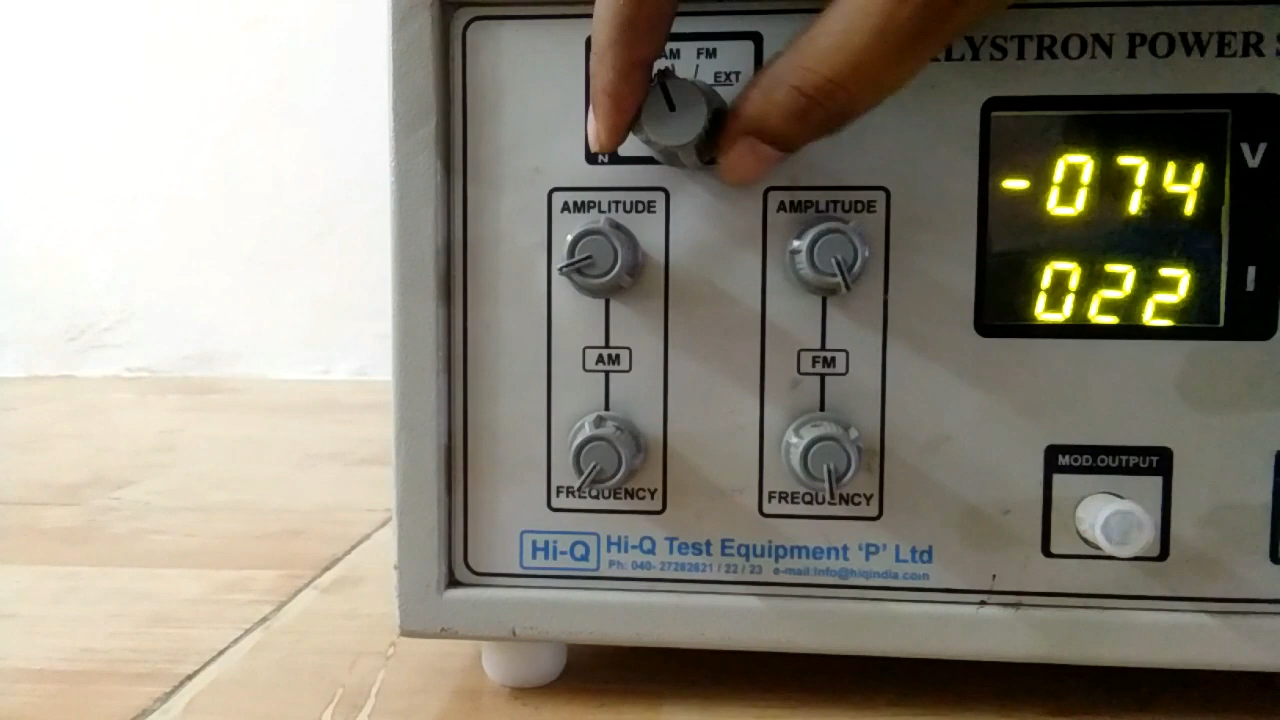 AM FM
EXT
N
LYSTRON POWER
AMPLITUDE
AMPLITUDE
-074
V
022
I
AM
FM
FREQUENCY
FREQUENCY
MOD.OUTPUT
Hi-Q
Hi-Q Test Equipment ‘P’ Ltd
Ph: 040- 27282821 / 22 / 23 e-mail:info@hiqindia.com